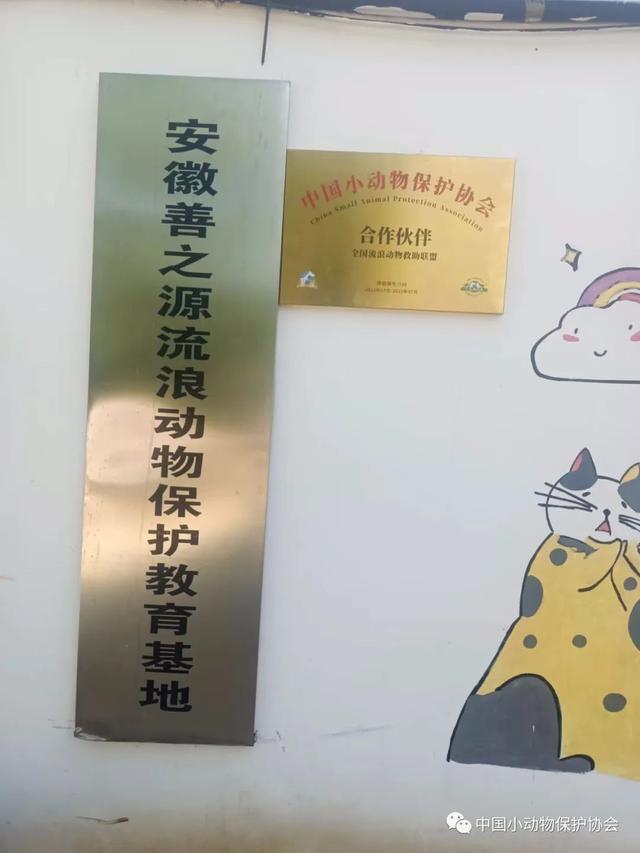 安徽善之源流浪动物保护教育基地
中国小动物保护协会
China Small Animal Protection Association
合作伙伴
全国流浪动物救助联盟
中国小动物保护协会